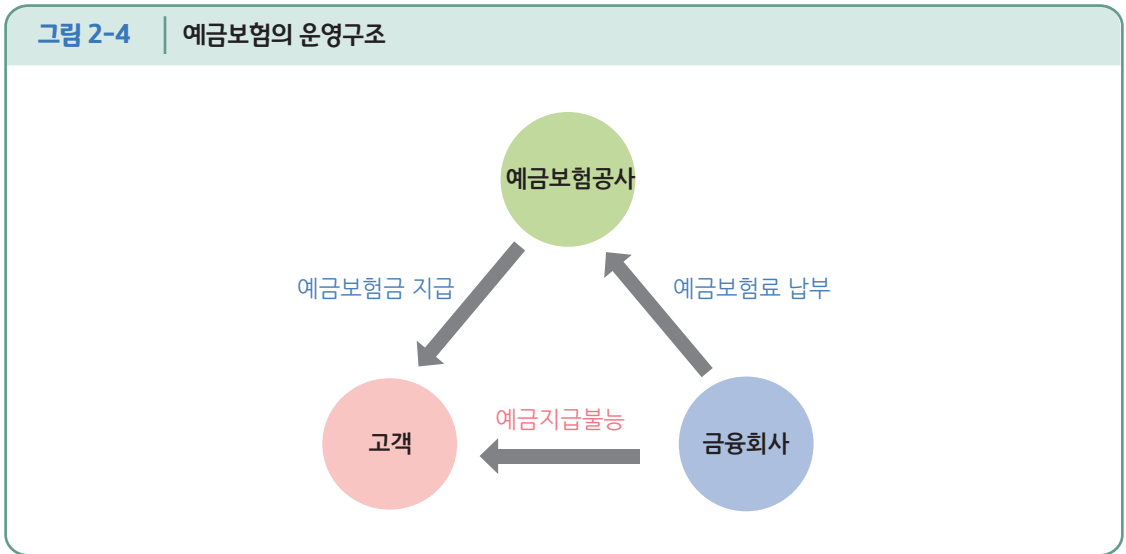 그림 2-4 예금보험의 운영구조
예금보험공사
예금보험금 지급
예금보험료 납부
예금지급불능
고객
금융회사